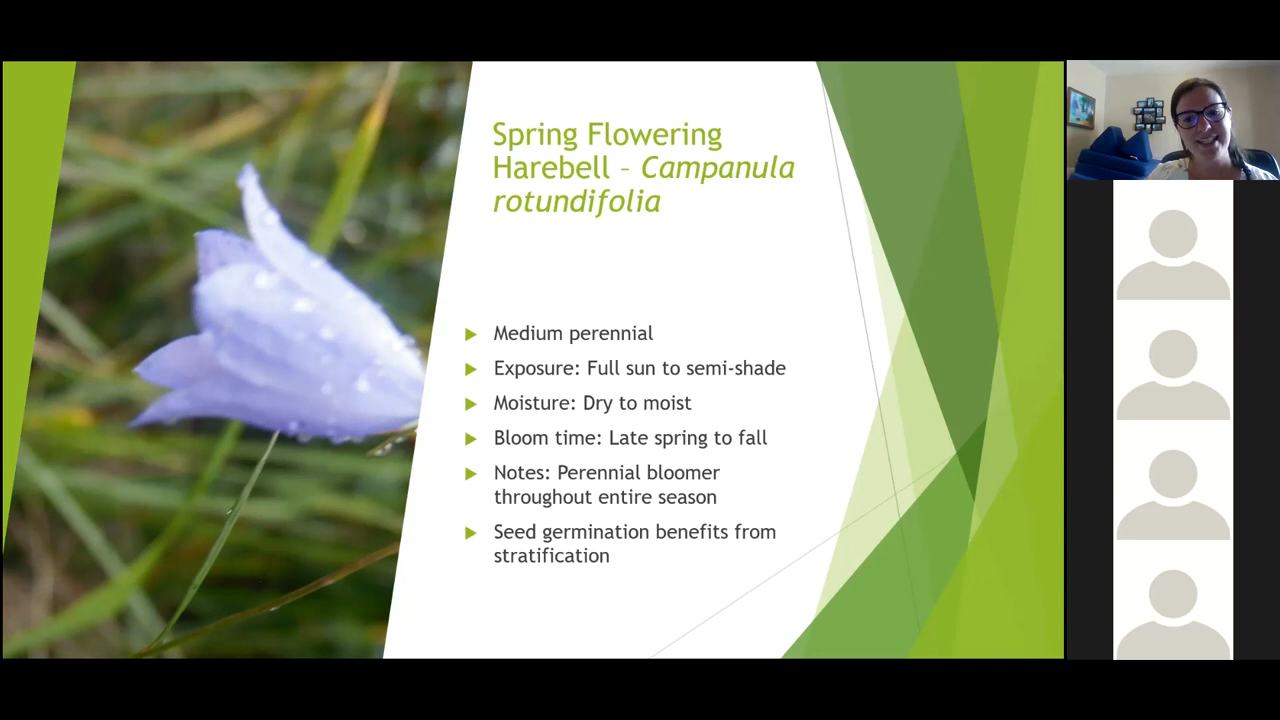 Spring Flowering
Harebell – Campanula
rotundifolia
Medium perennial
Exposure: Full sun to semi-shade
Moisture: Dry to moist
Bloom time: Late spring to fall
Notes: Perennial bloomer
throughout entire season
Seed germination benefits from
stratification